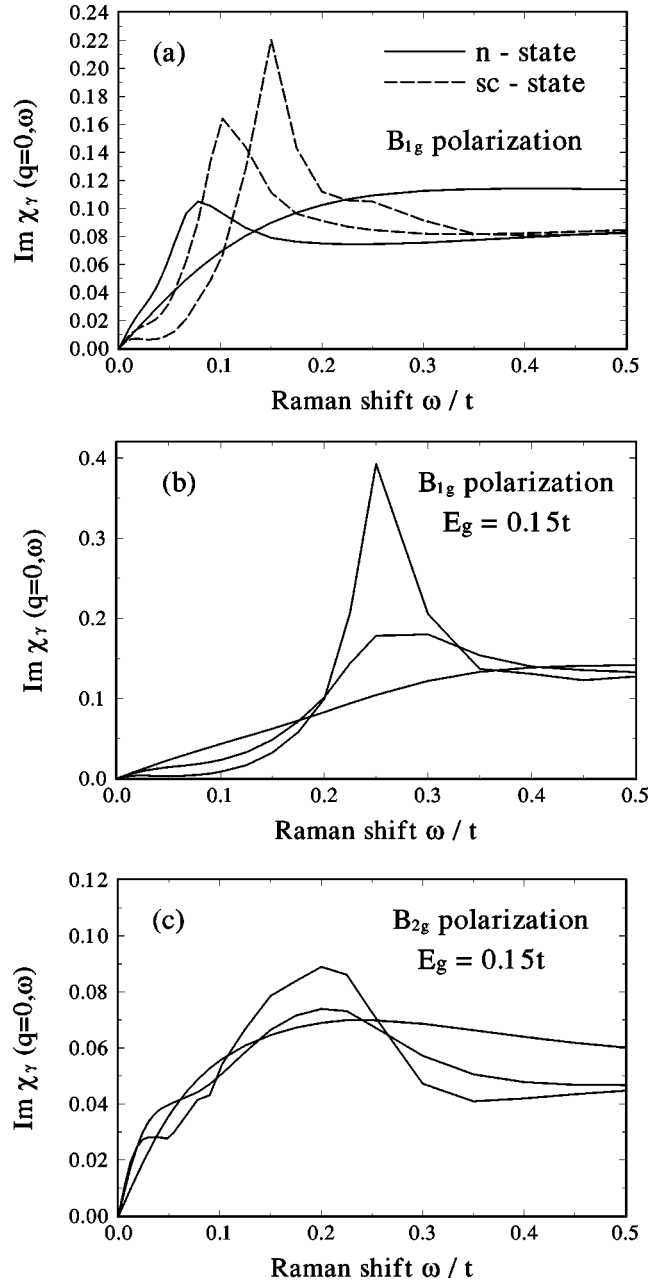 0.24
0.22
0.20
0.18
0.16
0.14
0.12
0.10
0.08
0.06
0.04
0.02
0.00
Im χγ (q=0,ω)
(a)
n - state
sc - state
B1g polarization
0.0 0.1 0.2 0.3 0.4 0.5
Raman shift ω / t
0.4
0.3
0.2
0.1
0.0
Im χγ (q=0,ω)
(b)
B1g polarization
Eg = 0.15t
0.0 0.1 0.2 0.3 0.4 0.5
Raman shift ω / t
0.12
0.10
0.08
0.06
0.04
0.02
0.00
Im χγ (q=0,ω)
(c)
B2g polarization
Eg = 0.15t
0.0 0.1 0.2 0.3 0.4 0.5
Raman shift ω / t